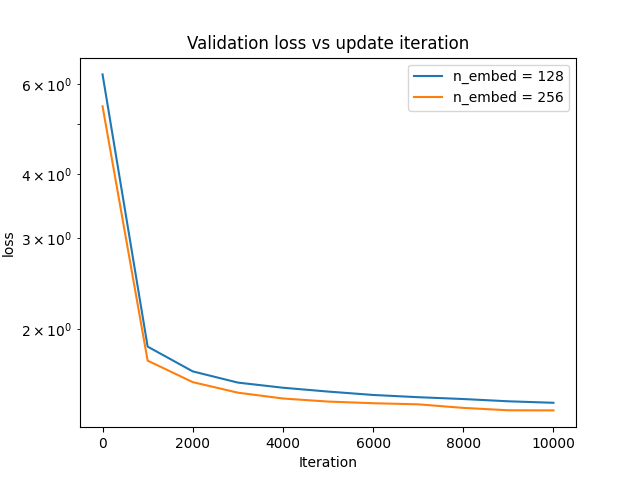 Validation loss vs update iteration
n_embed = 128
n_embed = 256
6 × 10⁰
4 × 10⁰
3 × 10⁰
2 × 10⁰
loss
0 2000 4000 6000 8000 10000
Iteration